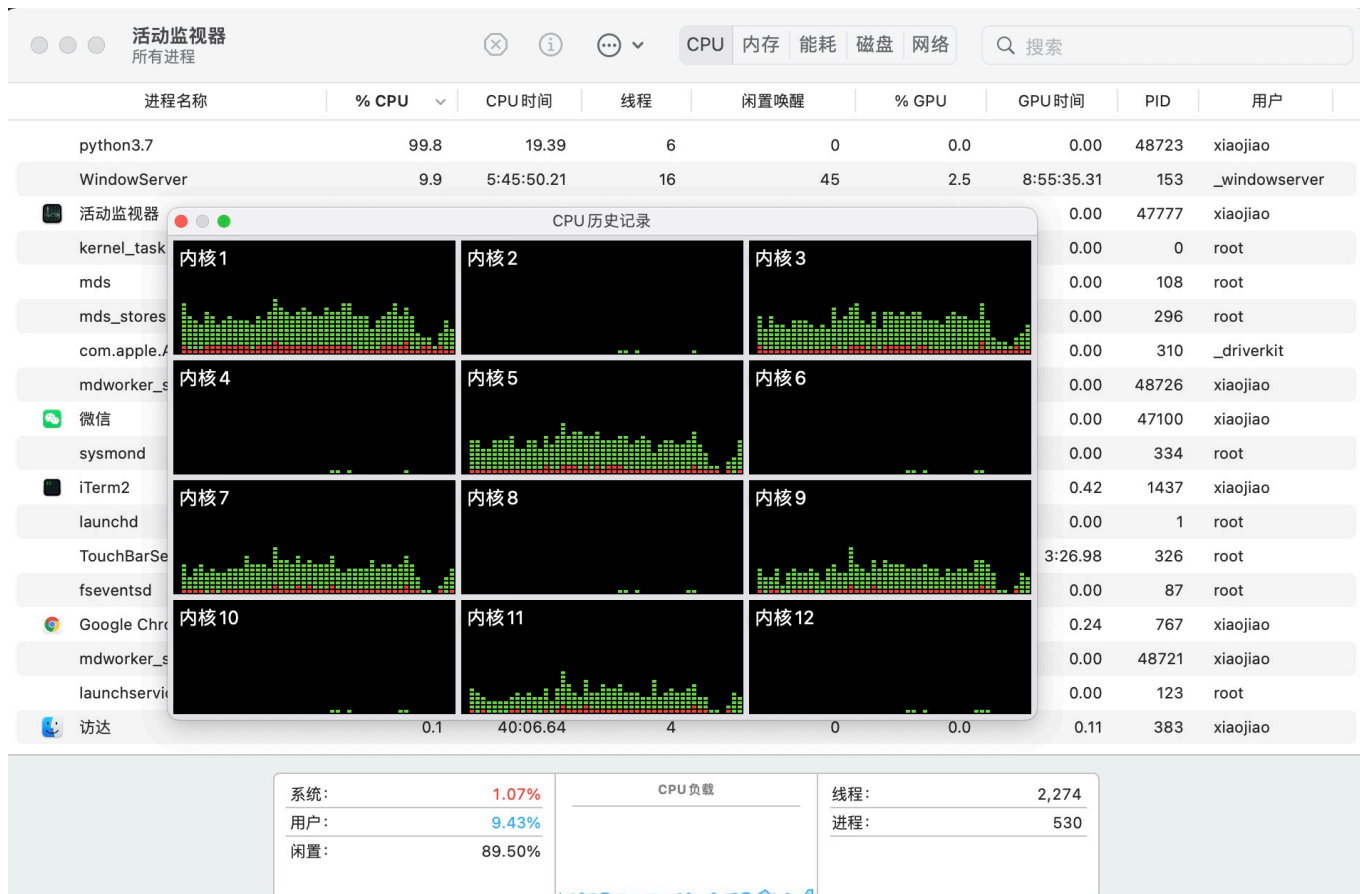 活动监视器
所有进程
CPU 内存 能耗 磁盘 网络 搜索
进程名称 % CPU CPU时间 线程 闲置唤醒 % GPU GPU时间 PID 用户
python3.7 99.8 19.39 6 0 0.0 0.00 48723 xiaojiao
WindowServer 9.9 5:45:50.21 16 45 2.5 8:55:35.31 153 _windowserver
活动监视器 0.00 47777 xiaojiao
CPU历史记录
kernel_task 0.00 0 root
内核1 内核2 内核3
mds 0.00 108 root
mds_stores 0.00 296 root
com.apple.A 0.00 310 _driverkit
内核4 内核5 内核6
mdworker_s 0.00 48726 xiaojiao
微信 0.00 47100 xiaojiao
sysmond 0.00 334 root
iTerm2 0.42 1437 xiaojiao
内核7 内核8 内核9
launchd 0.00 1 root
TouchBarSe 3:26.98 326 root
fseventsd 0.00 87 root
内核10 内核11 内核12
Google Chro 0.24 767 xiaojiao
mdworker_s 0.00 48721 xiaojiao
launchservi 0.00 123 root
访达 0.1 40:06.64 4 0 0.0 0.11 383 xiaojiao
系统: 1.07% CPU负载 线程: 2,274
用户: 9.43% 进程: 530
闲置: 89.50%